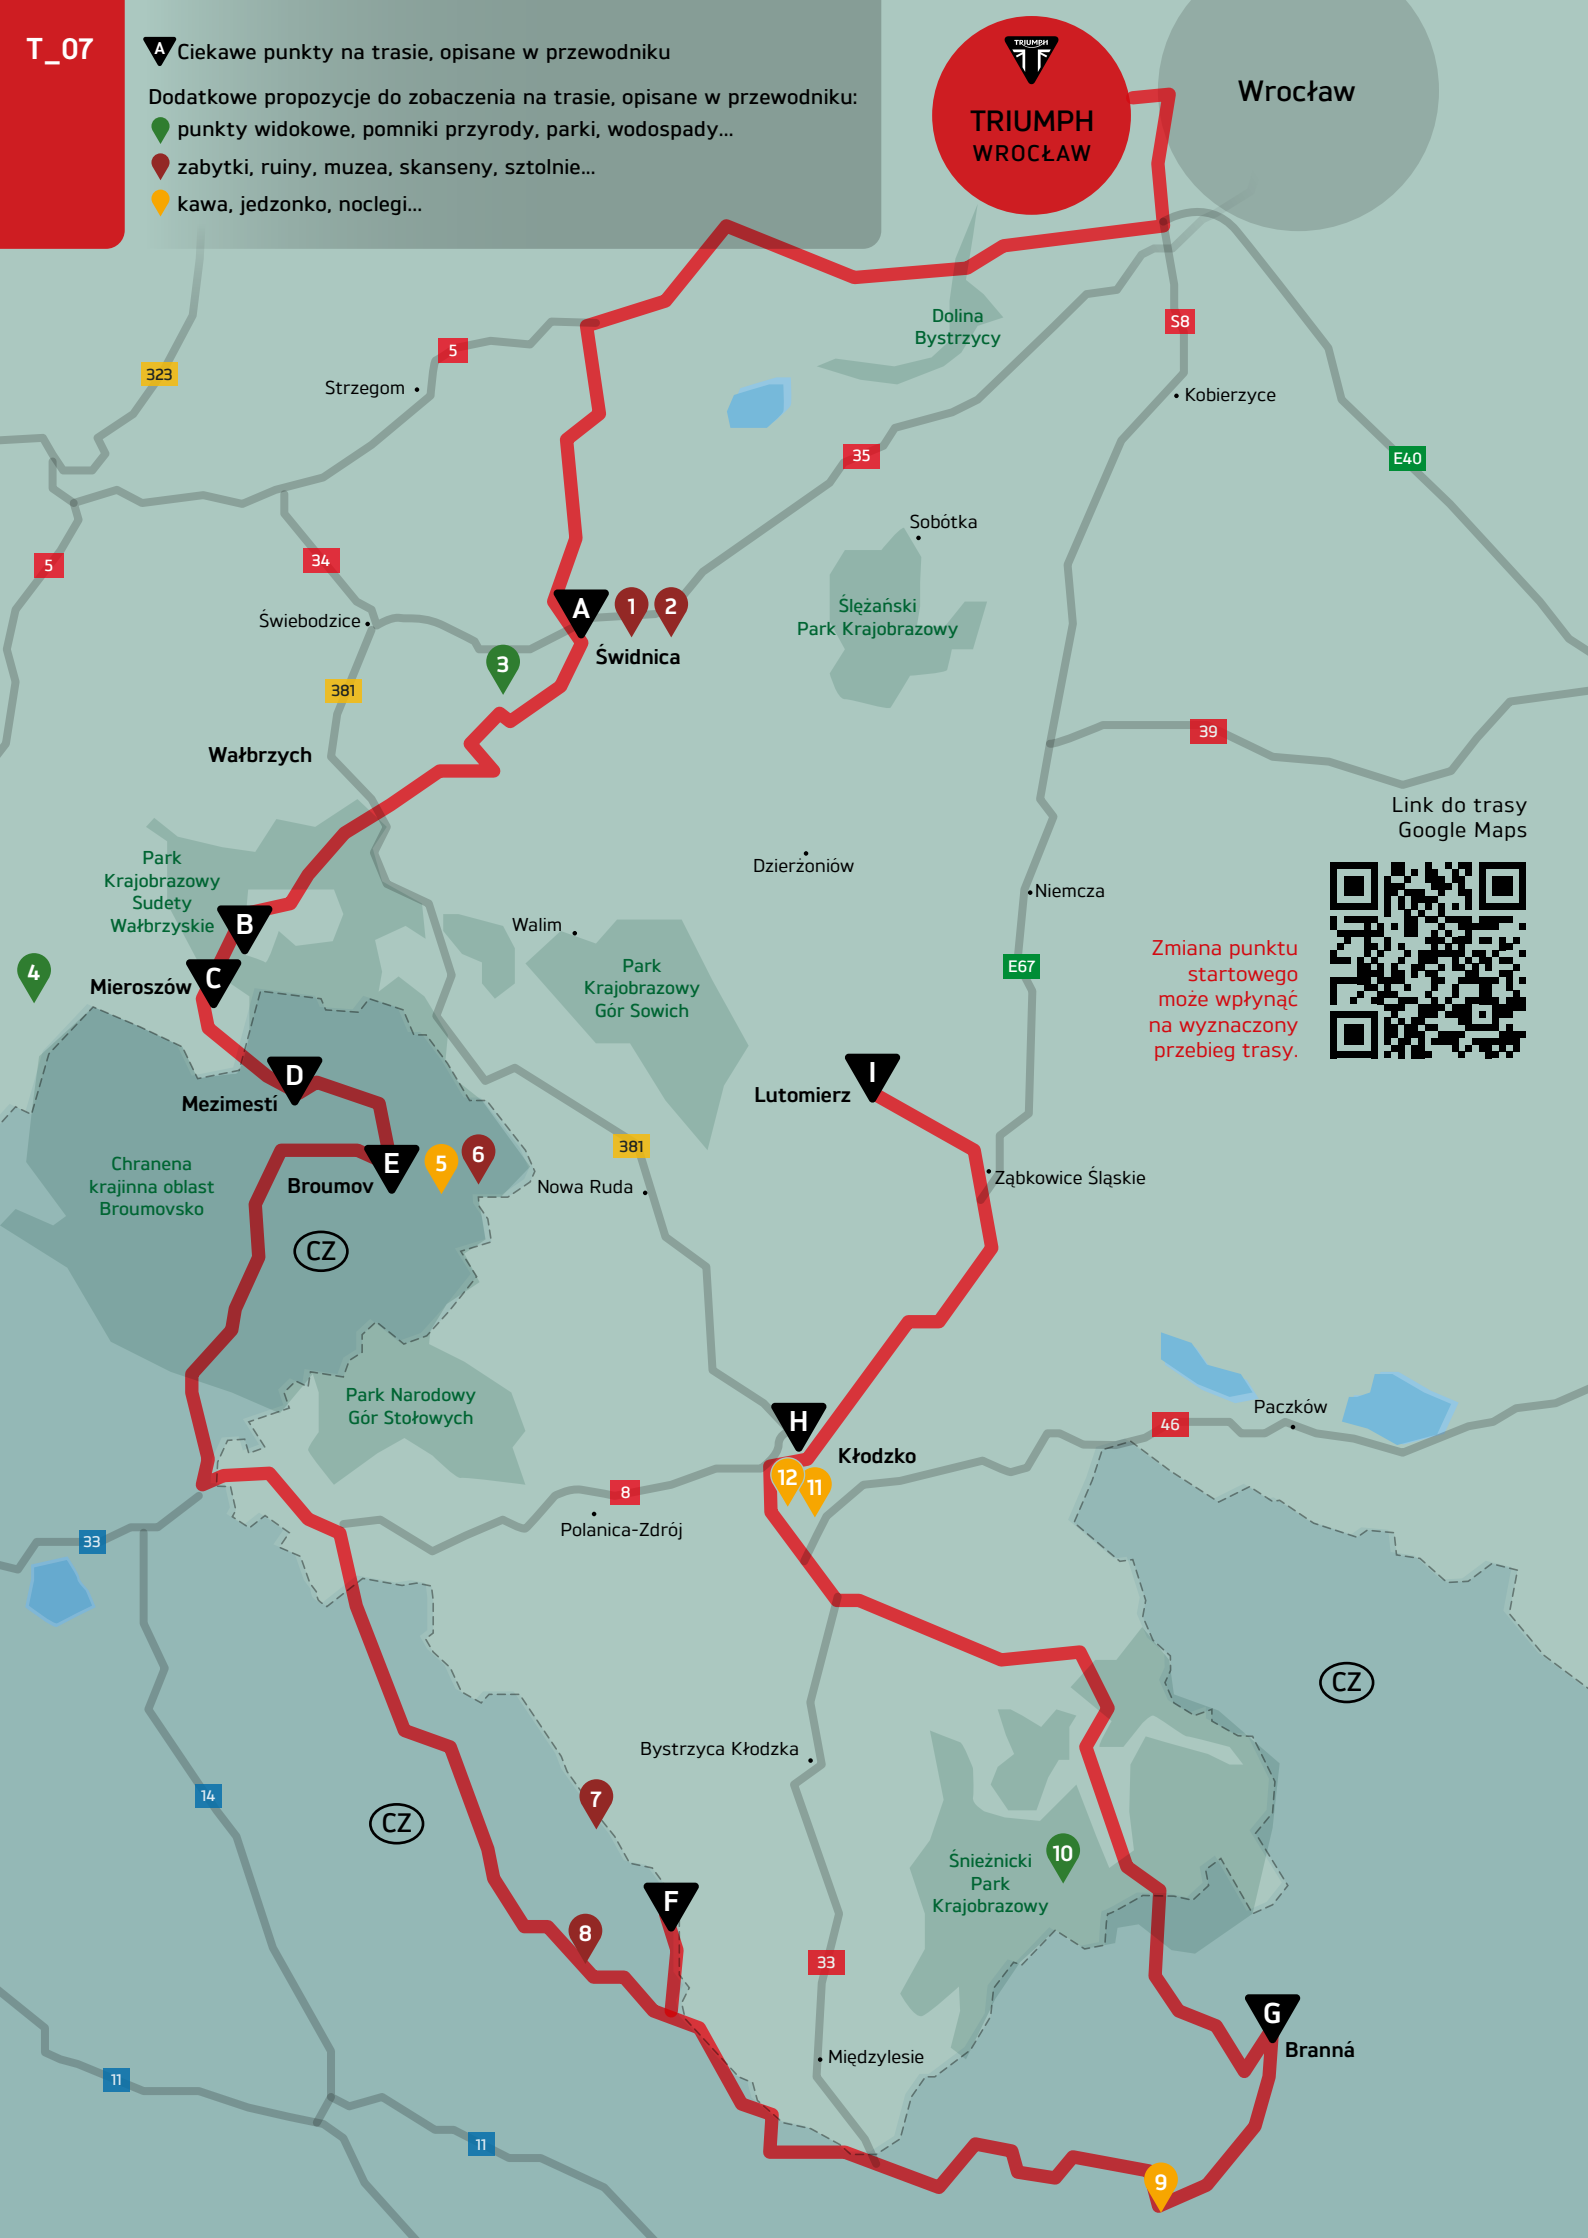 T_07
A Ciekawe punkty na trasie, opisane w przewodniku
Dodatkowe propozycje do zobaczenia na trasie, opisane w przewodniku:
punkty widokowe, pomniki przyrody, parki, wodospady...
zabytki, ruiny, muzea, skanseny, sztolnie...
kawa, jedzonko, noclegi...
TRIUMPH
TRIUMPH
WROCŁAW
Wrocław
Dolina
Bystrzycy
S8
5
323
Strzegom
Kobierzyce
35
E40
Sobótka
5
34
Świebodzice
A
1
2
Ślężański
Park Krajobrazowy
Świdnica
3
381
39
Wałbrzych
Link do trasy
Google Maps
Park
Krajobrazowy
Sudety
Wałbrzyskie
Dzierżoniów
Niemcza
B
Walim
Zmiana punktu
startowego
może wpłynąć
na wyznaczony
przebieg trasy.
4
Mieroszów
C
Park
Krajobrazowy
Gór Sowich
E67
D
Mezimestí
I
Lutomierz
381
Chranena
krajinna oblast
Broumovsko
E
5
6
Broumov
Nowa Ruda
Ząbkowice Śląskie
CZ
Park Narodowy
Gór Stołowych
H
Kłodzko
46
Paczków
12
11
8
Polanica-Zdrój
33
CZ
Bystrzyca Kłodzka
14
CZ
7
Śnieżnicki
Park
Krajobrazowy
10
F
8
33
G
Branná
Międzylesie
11
11
9